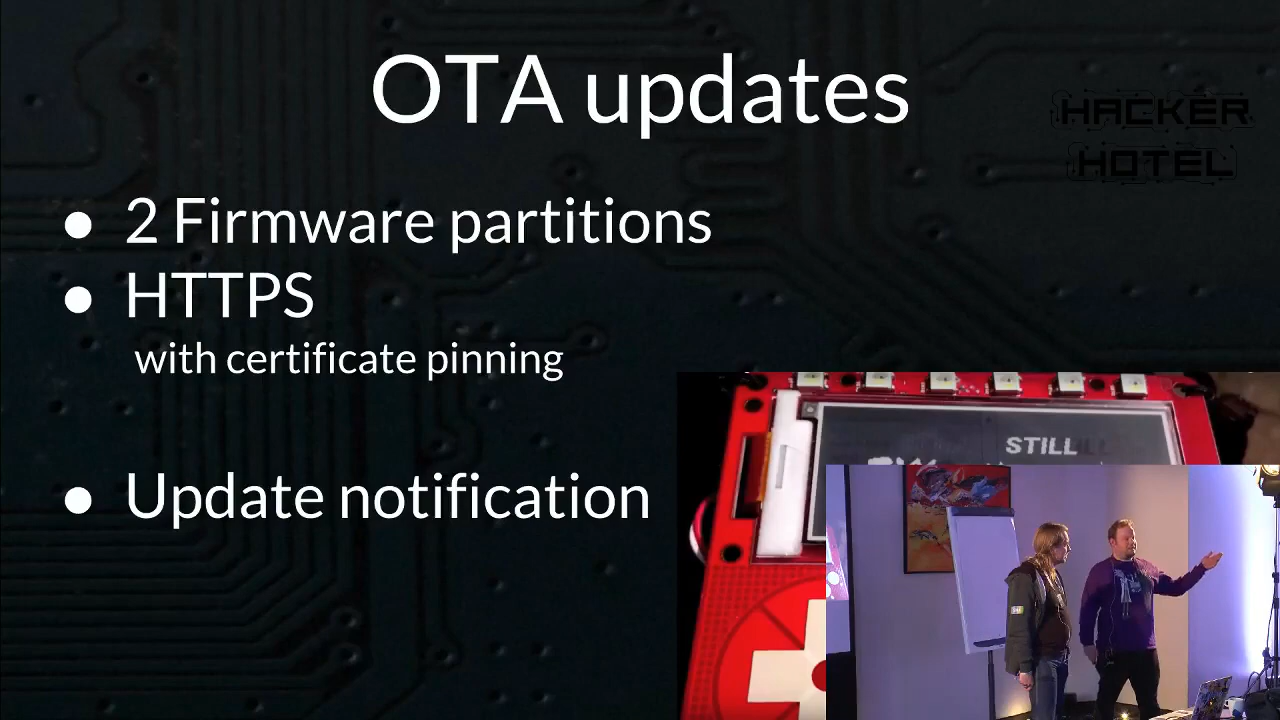 OTA updates
HACKER
HOTEL
2 Firmware partitions
HTTPS
with certificate pinning
Update notification
STILL